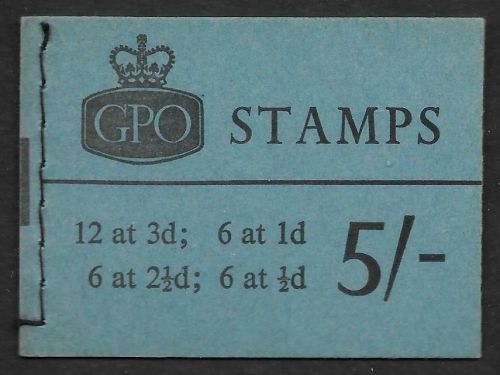 GPO STAMPS
12 at 3d; 6 at 1d
6 at 2½d; 6 at ½d
5/-